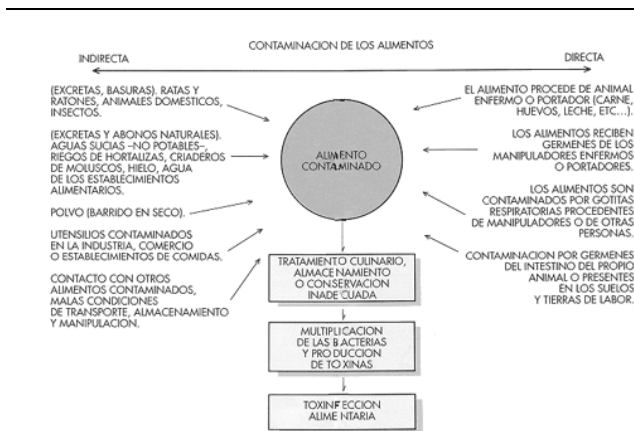 CONTAMINACION DE LOS ALIMENTOS
INDIRECTA
DIRECTA
(EXCRETAS, BASURAS). RATAS Y
RATONES, ANIMALES DOMESTICOS,
INSECTOS.
(EXCRETAS Y ABONOS NATURALES).
AGUAS SUCIAS –NO POTABLES–,
RIEGOS DE HORTALIZAS, CRIADEROS
DE MOLUSCOS, HIELO, AGUA
DE LOS ESTABLECIMIENTOS
ALIMENTARIOS.
POLVO (BARRIDO EN SECO).
UTENSILIOS CONTAMINADOS
EN LA INDUSTRIA, COMERCIO
O ESTABLECIMIENTOS DE COMIDAS.
CONTACTO CON OTROS
ALIMENTOS CONTAMINADOS,
MALAS CONDICIONES
DE TRANSPORTE, ALMACENAMIENTO
Y MANIPULACION.
ALIMENTO
CONTAMINADO
EL ALIMENTO PROCEDE DE ANIMAL
ENFERMO O PORTADOR (CARNE,
HUEVOS, LECHE, ETC...).
LOS ALIMENTOS RECIBEN
GERMENES DE LOS
MANIPULADORES ENFERMOS
O PORTADORES.
LOS ALIMENTOS SON
CONTAMINADOS POR GOTITAS
RESPIRATORIAS PROCEDENTES
DE MANIPULADORES O DE OTRAS
PERSONAS.
CONTAMINACION POR GERMENES
DEL INTESTINO DEL PROPIO
ANIMAL O PRESENTES
EN LOS SUELOS
Y TIERRAS DE LABOR.
TRATAMIENTO CULINARIO,
ALMACENAMIENTO
O CONSERVACION
INADECUADA
MULTIPLICACION
DE LAS BACTERIAS
Y PRODUCCION
DE TOXINAS
TOXINFECCION
ALIMENTARIA